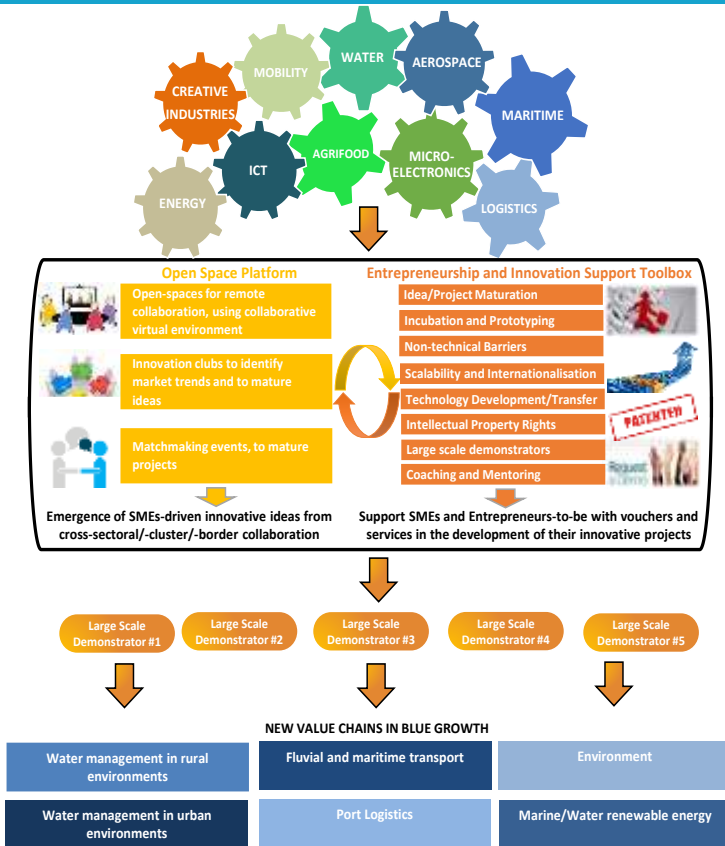 WATER
MOBILITY
AEROSPACE
CREATIVE
INDUSTRIES
MARITIME
AGRIFOOD
MICRO-
ELECTRONICS
ICT
ENERGY
LOGISTICS
Open Space Platform
Open-spaces for remote
collaboration, using collaborative
virtual environment
Innovation clubs to identify
market trends and to mature
ideas
Matchmaking events, to mature
projects
Emergence of SMEs-driven innovative ideas from
cross-sectoral/-cluster/-border collaboration
Entrepreneurship and Innovation Support Toolbox
Idea/Project Maturation
Incubation and Prototyping
Non-technical Barriers
Scalability and Internationalisation
Technology Development/Transfer
Intellectual Property Rights
Large scale demonstrators
Coaching and Mentoring
PATENTED
Request
Support SMEs and Entrepreneurs-to-be with vouchers and
services in the development of their innovative projects
Large Scale
Demonstrator #1
Large Scale
Demonstrator #2
Large Scale
Demonstrator #3
Large Scale
Demonstrator #4
Large Scale
Demonstrator #5
NEW VALUE CHAINS IN BLUE GROWTH
Water management in rural
environments
Fluvial and maritime transport
Environment
Water management in urban
environments
Port Logistics
Marine/Water renewable energy